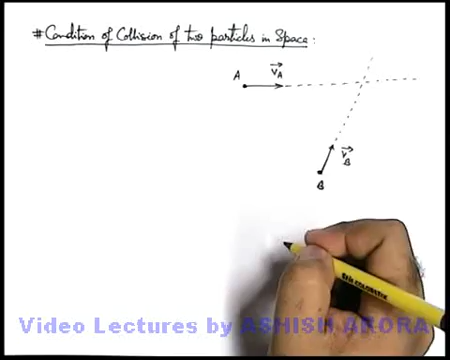 # Condition of Collision of two particles in Space:
A
v_A
v_B
B
Video Lectures by ASHISH ARORA